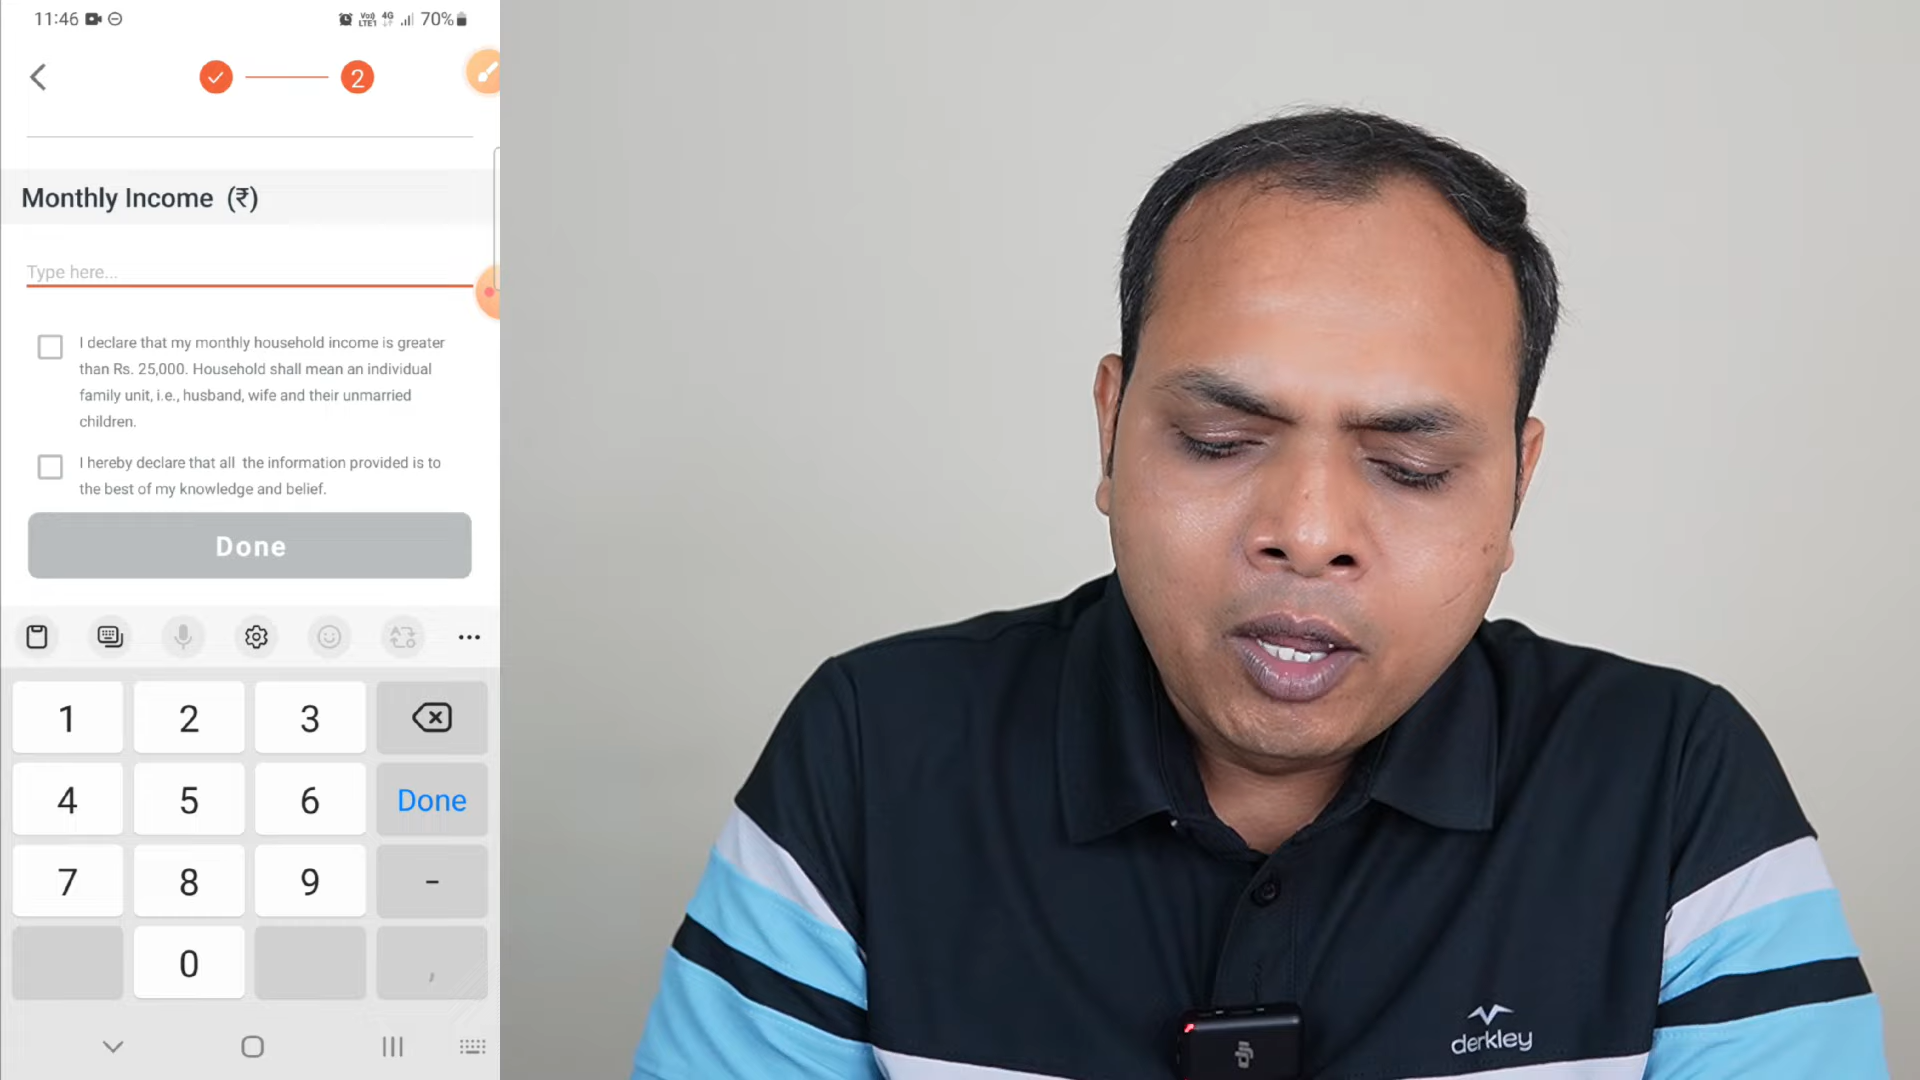 11:46
Vo)) 4G
LTE1
70%
2
Monthly Income (₹)
Type here...
I declare that my monthly household income is greater
than Rs. 25,000. Household shall mean an individual
family unit, i.e., husband, wife and their unmarried
children.
I hereby declare that all the information provided is to
the best of my knowledge and belief.
Done
1 2 3
4 5 6 Done
7 8 9 -
0 ,
derkley